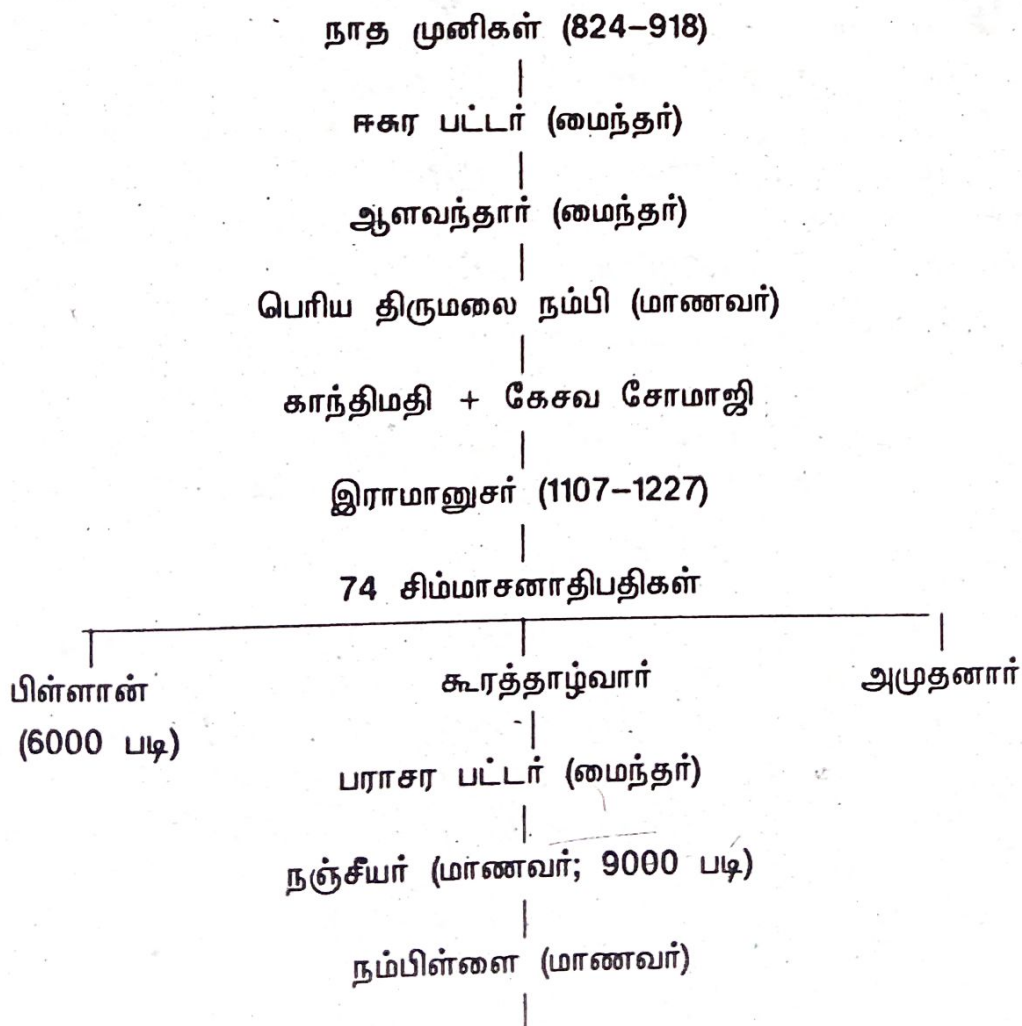 நாத முனிகள் (824–918)
ஈசுர பட்டர் (மைந்தர்)
ஆளவந்தார் (மைந்தர்)
பெரிய திருமலை நம்பி (மாணவர்)
காந்திமதி + கேசவ சோமாஜி
இராமானுசர் (1107–1227)
74 சிம்மாசனாதிபதிகள்
பிள்ளான் கூரத்தாழ்வார் அமுதனார்
(6000 படி)
பராசர பட்டர் (மைந்தர்)
நஞ்சீயர் (மாணவர்; 9000 படி)
நம்பிள்ளை (மாணவர்)